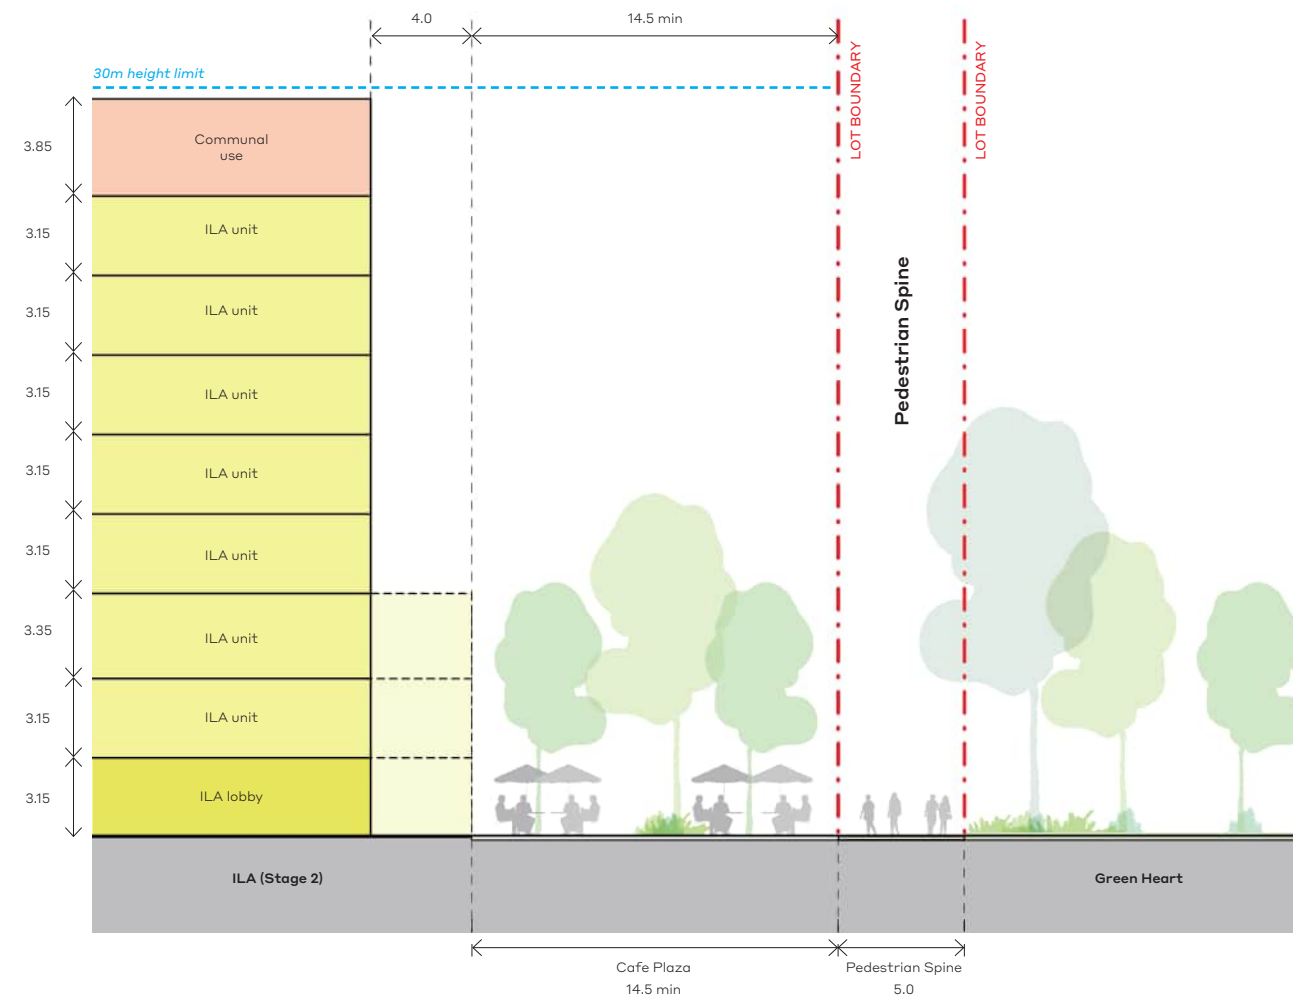 4.0
14.5 min
30m height limit
LOT BOUNDARY
LOT BOUNDARY
3.85
Communal
use
3.15
ILA unit
3.15
ILA unit
3.15
ILA unit
3.15
ILA unit
3.15
ILA unit
3.35
ILA unit
3.15
ILA unit
3.15
ILA lobby
Pedestrian Spine
ILA (Stage 2)
Green Heart
Cafe Plaza
14.5 min
Pedestrian Spine
5.0